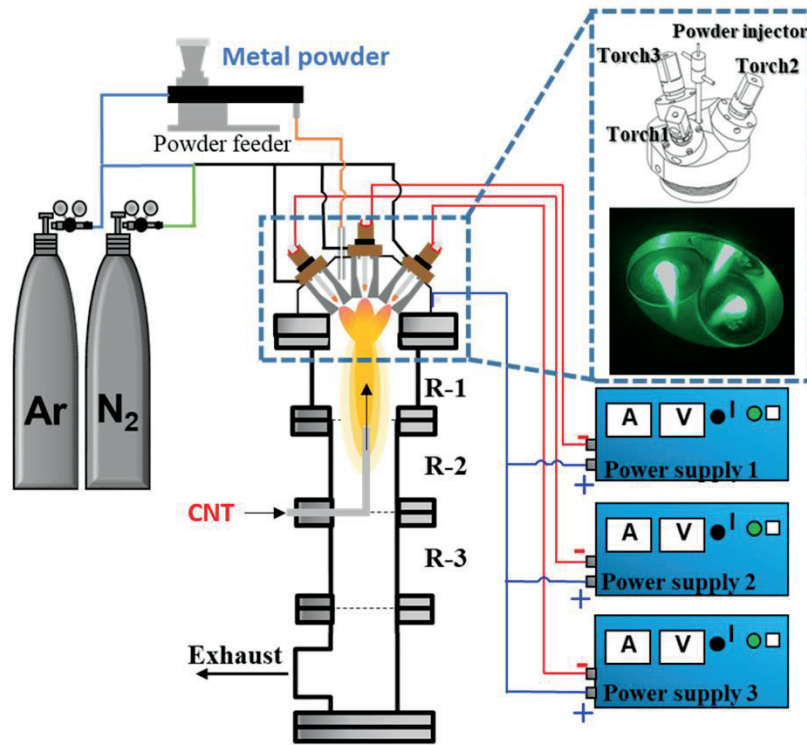 Metal powder
Powder feeder
Powder injector
Torch3
Torch2
Torch1
Ar
N2
R-1
R-2
R-3
CNT
Exhaust
A V I
-
Power supply 1
+
A V I
-
Power supply 2
+
A V I
-
Power supply 3
+